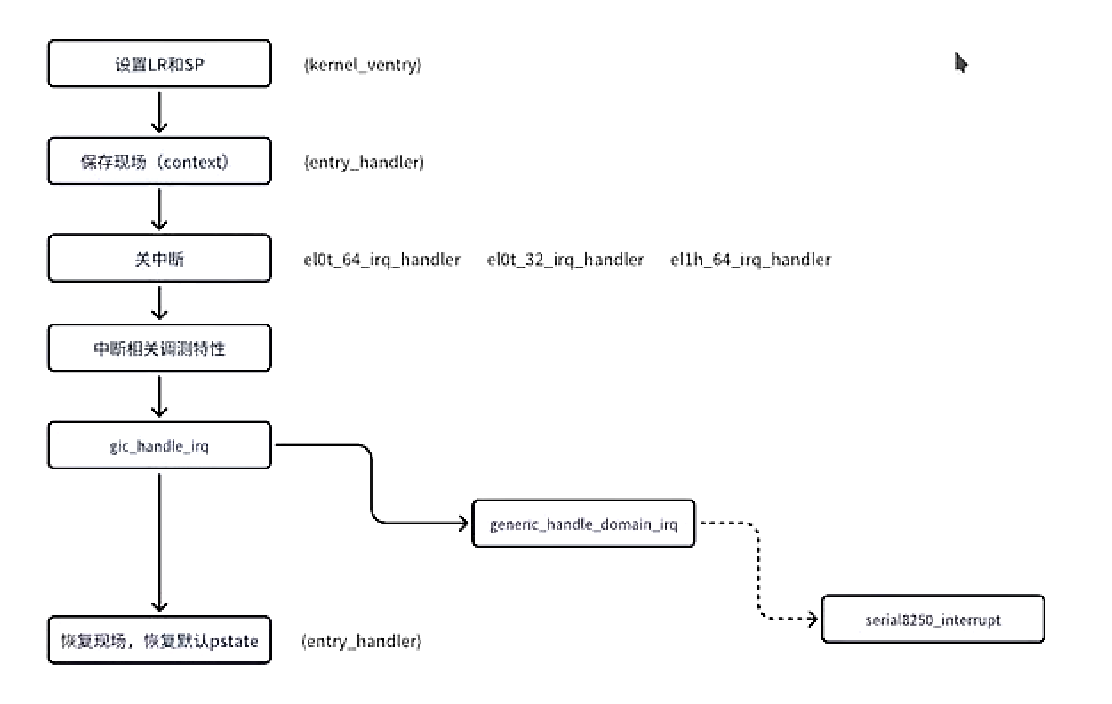 设置LR和SP (kernel_ventry)
保存现场（context） (entry_handler)
关中断 el0t_64_irq_handler el0t_32_irq_handler el1h_64_irq_handler
中断相关调测特性
gic_handle_irq
generic_handle_domain_irq
serial8250_interrupt
恢复现场，恢复默认pstate (entry_handler)